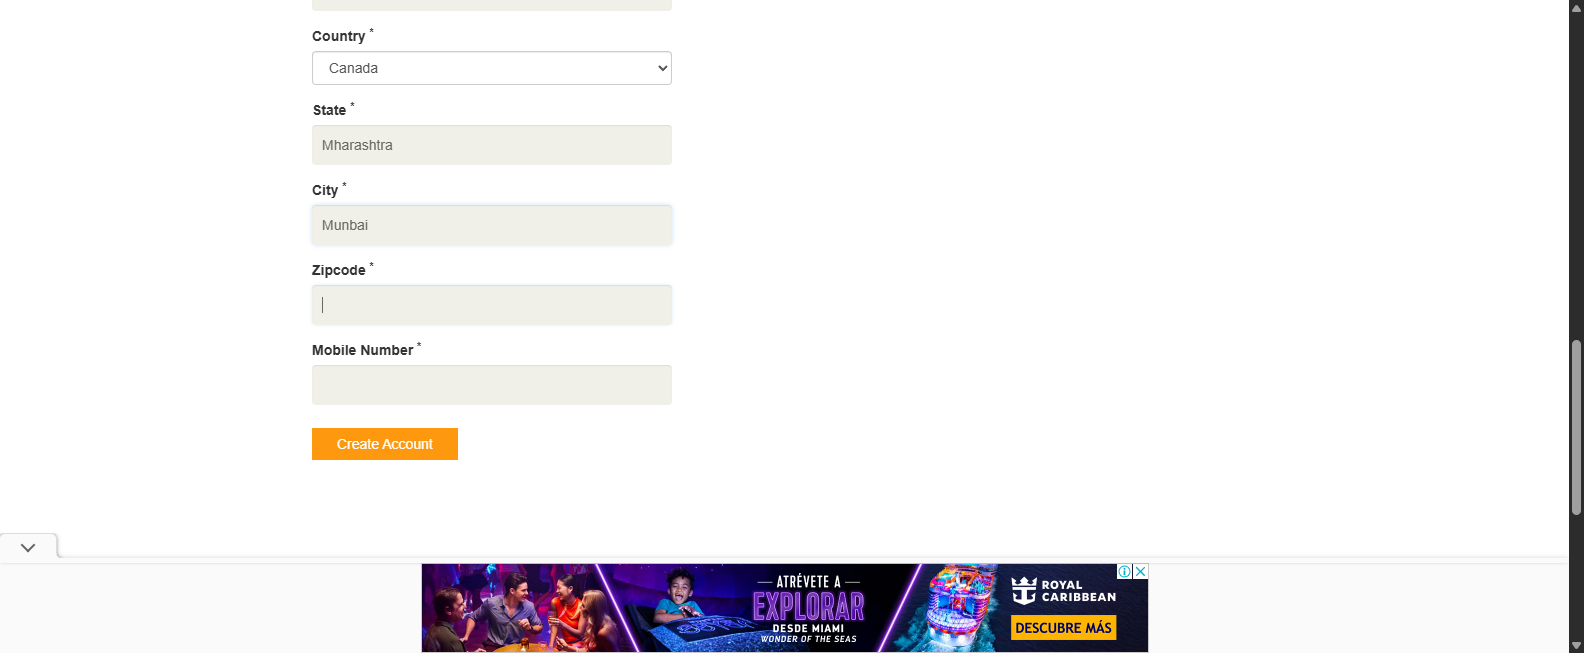 Country *
Canada
State *
Mharashtra
City *
Munbai
Zipcode *
Mobile Number *
Create Account
ATRÉVETE A
EXPLORAR
DESDE MIAMI
WONDER OF THE SEAS
ROYAL
CARIBBEAN
DESCUBRE MÁS